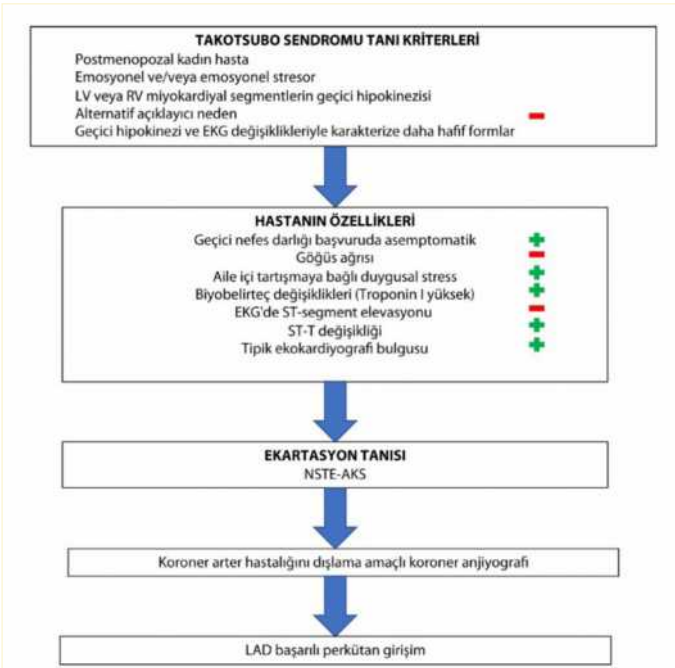 TAKOTSUBO SENDROMU TANI KRİTERLERİ
Postmenopozal kadın hasta
Emosyonel ve/veya emosyonel stresor
LV veya RV miyokardiyal segmentlerin geçici hipokinezisi
Alternatif açıklayıcı neden
Geçici hipokinezi ve EKG değişiklikleriyle karakterize daha hafif formlar
HASTANIN ÖZELLİKLERİ
Geçici nefes darlığı başvuruda asemptomatik
Göğüs ağrısı
Aile içi tartışmaya bağlı duygusal stress
Biyobelirteç değişiklikleri (Troponin I yüksek)
EKG'de ST-segment elevasyonu
ST-T değişikliği
Tipik ekokardiyografi bulgusu
EKARTASYON TANISI
NSTE-AKS
Koroner arter hastalığını dışlama amaçlı koroner anjiyografi
LAD başarılı perkütan girişim